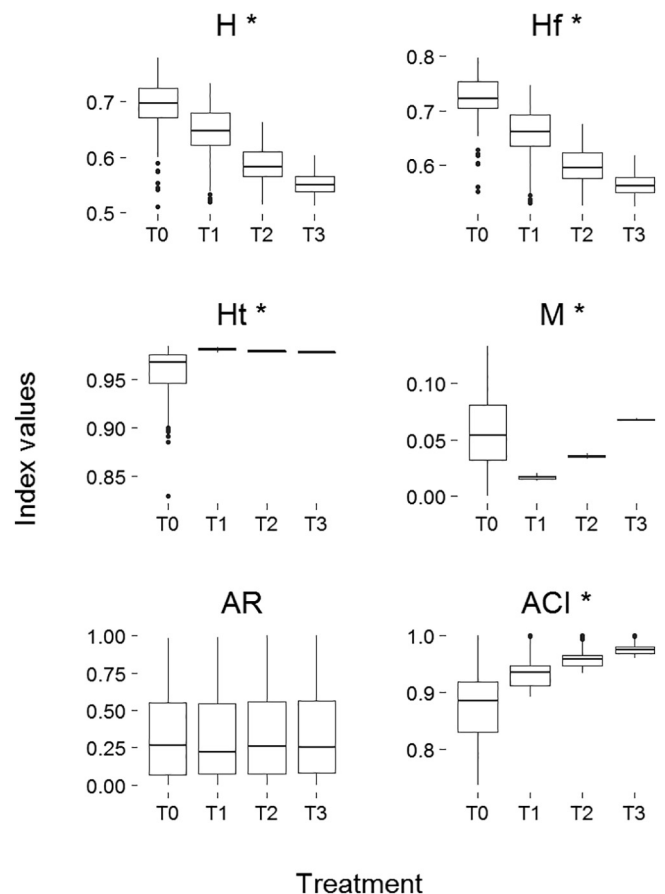 H *
Hf *
0.7
0.6
0.5
T0 T1 T2 T3
0.8
0.7
0.6
T0 T1 T2 T3
Ht *
M *
0.95
0.90
0.85
T0 T1 T2 T3
0.10
0.05
0.00
T0 T1 T2 T3
Index values
AR
ACI *
1.00
0.75
0.50
0.25
0.00
T0 T1 T2 T3
1.0
0.9
0.8
T0 T1 T2 T3
Treatment